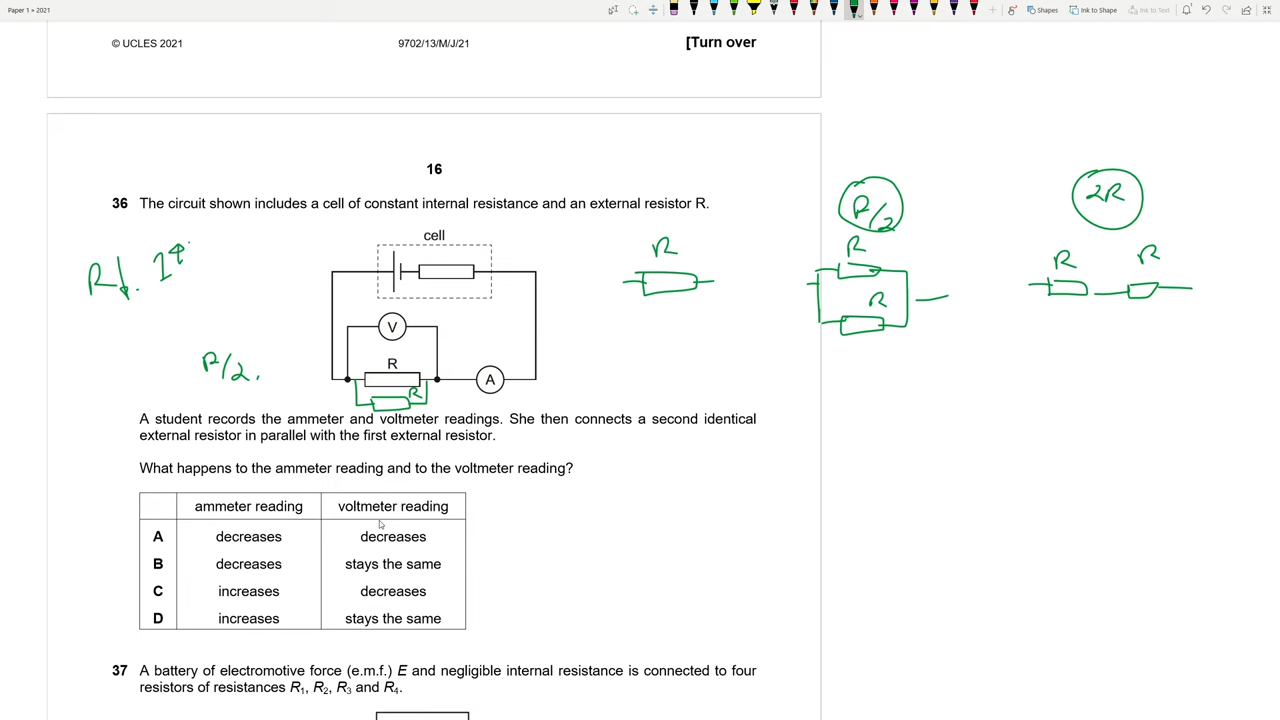 Paper 1 » 2021
Shapes
Ink to Shape
Ink to Text
© UCLES 2021
9702/13/M/J/21
[Turn over
16
36 The circuit shown includes a cell of constant internal resistance and an external resistor R.
cell
V
R
A
R
R↓. I↑
R/2.
R
R/2
R
R
2R
R
R
A student records the ammeter and voltmeter readings. She then connects a second identical
external resistor in parallel with the first external resistor.
What happens to the ammeter reading and to the voltmeter reading?
ammeter reading voltmeter reading
A decreases decreases
B decreases stays the same
C increases decreases
D increases stays the same
37 A battery of electromotive force (e.m.f.) E and negligible internal resistance is connected to four
resistors of resistances R1, R2, R3 and R4.